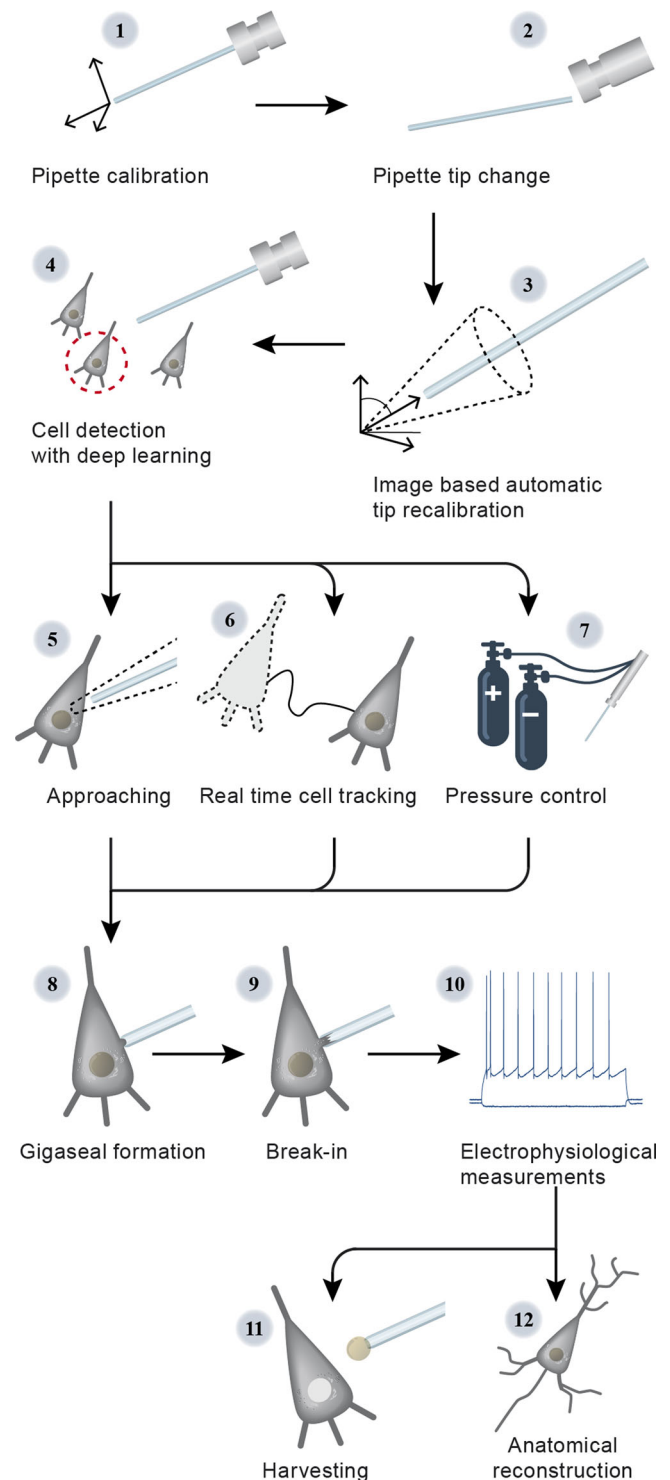 1
Pipette calibration
2
Pipette tip change
3
Image based automatic
tip recalibration
4
Cell detection
with deep learning
5
Approaching
6
Real time cell tracking
7
+
−
Pressure control
8
Gigaseal formation
9
Break-in
10
Electrophysiological
measurements
11
Harvesting
12
Anatomical
reconstruction